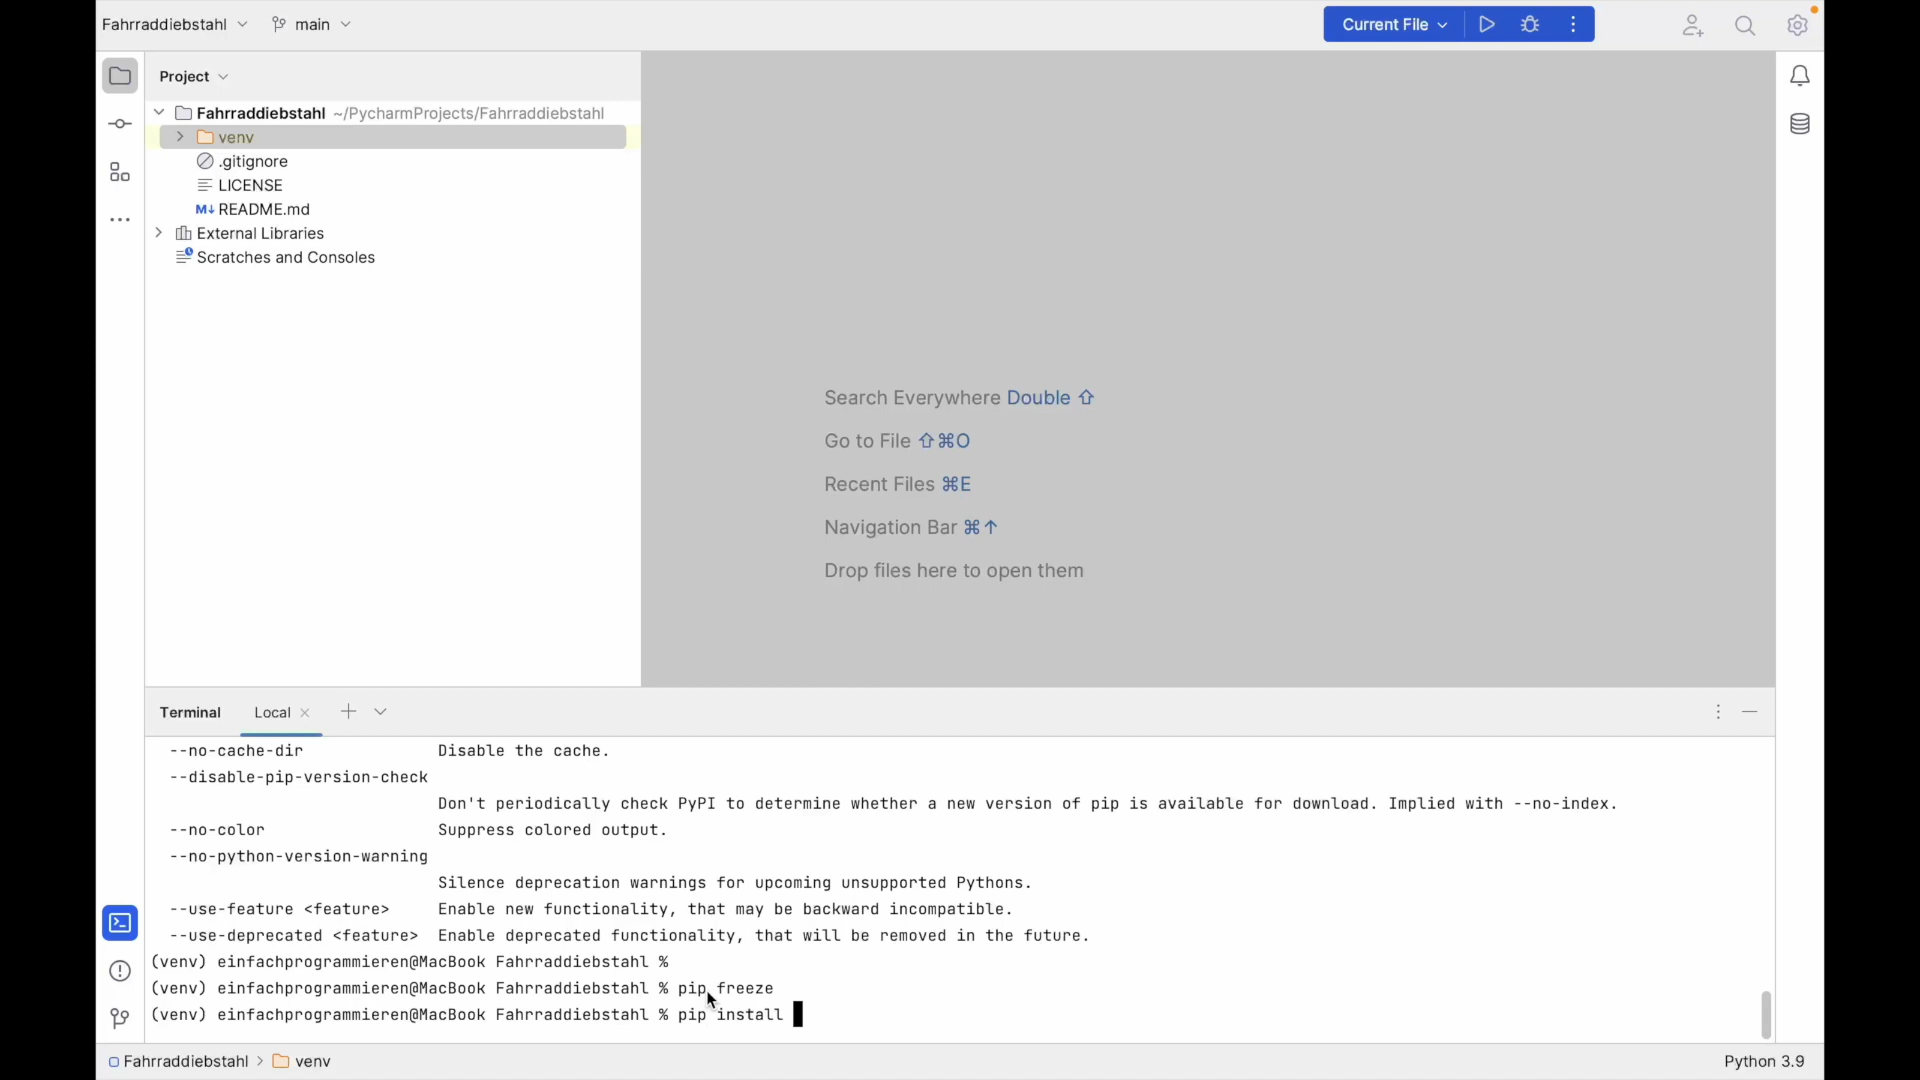 Fahrraddiebstahl main Current File
Project
Fahrraddiebstahl ~/PycharmProjects/Fahrraddiebstahl
venv
.gitignore
LICENSE
M↓ README.md
External Libraries
Scratches and Consoles
Search Everywhere Double ⇧
Go to File ⇧⌘O
Recent Files ⌘E
Navigation Bar ⌘↑
Drop files here to open them
Terminal Local
--no-cache-dir Disable the cache.
--disable-pip-version-check
Don't periodically check PyPI to determine whether a new version of pip is available for download. Implied with --no-index.
--no-color Suppress colored output.
--no-python-version-warning
Silence deprecation warnings for upcoming unsupported Pythons.
--use-feature <feature> Enable new functionality, that may be backward incompatible.
--use-deprecated <feature> Enable deprecated functionality, that will be removed in the future.
(venv) einfachprogrammieren@MacBook Fahrraddiebstahl %
(venv) einfachprogrammieren@MacBook Fahrraddiebstahl % pip freeze
(venv) einfachprogrammieren@MacBook Fahrraddiebstahl % pip install
Fahrraddiebstahl > venv Python 3.9